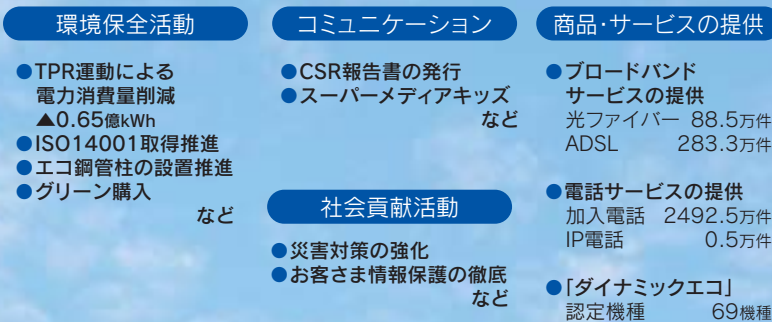 環境保全活動
●TPR運動による
電力消費量削減
▲0.65億kWh
●ISO14001取得推進
●エコ鋼管柱の設置推進
●グリーン購入
など
コミュニケーション
●CSR報告書の発行
●スーパーメディアキッズ
など
社会貢献活動
●災害対策の強化
●お客さま情報保護の徹底
など
商品・サービスの提供
●ブロードバンド
サービスの提供
光ファイバー 88.5万件
ADSL 283.3万件
●電話サービスの提供
加入電話 2492.5万件
IP電話 0.5万件
●「ダイナミックエコ」
認定機種 69機種